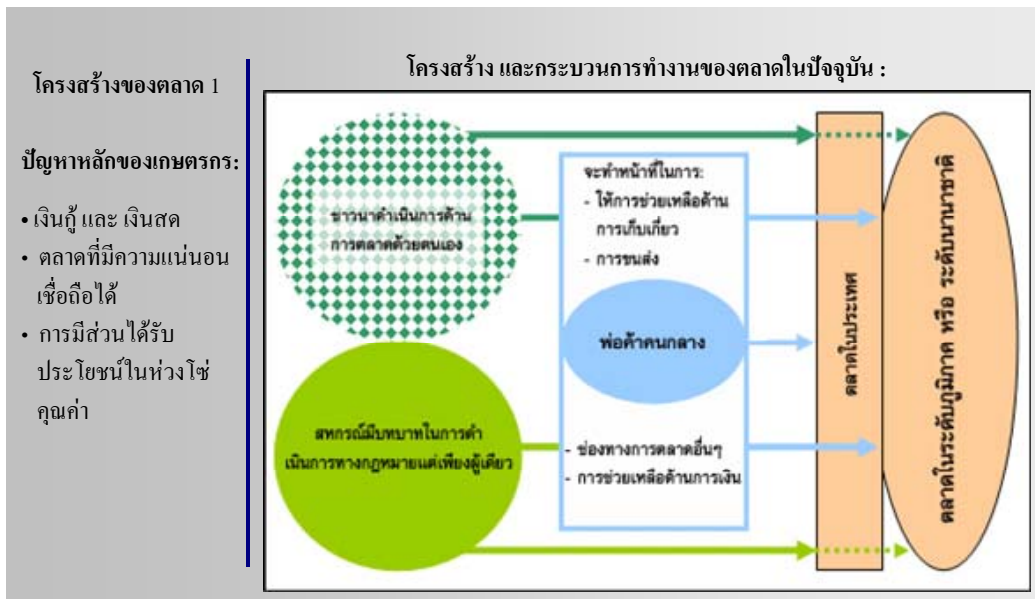 โครงสร้างของตลาด 1
ปัญหาหลักของเกษตรกร:
• เงินกู้ และ เงินสด
• ตลาดที่มีความแน่นอน
เชื่อถือได้
• การมีส่วนได้รับ
ประโยชน์ในห่วงโซ่
คุณค่า
โครงสร้าง และกระบวนการทำงานของตลาดในปัจจุบัน :
ชาวนาดำเนินการด้าน
การตลาดด้วยตนเอง
สหกรณ์มีบทบาทในการดำ
เนินการทางกฎหมายแต่เพียงผู้เดียว
จะทำหน้าที่ในการ:
- ให้การช่วยเหลือด้าน
การเก็บเกี่ยว
- การขนส่ง
พ่อค้าคนกลาง
- ช่องทางการตลาดอื่นๆ
- การช่วยเหลือด้านการเงิน
ตลาดในประเทศ
ตลาดในระดับภูมิภาค หรือ ระดับนานาชาติ